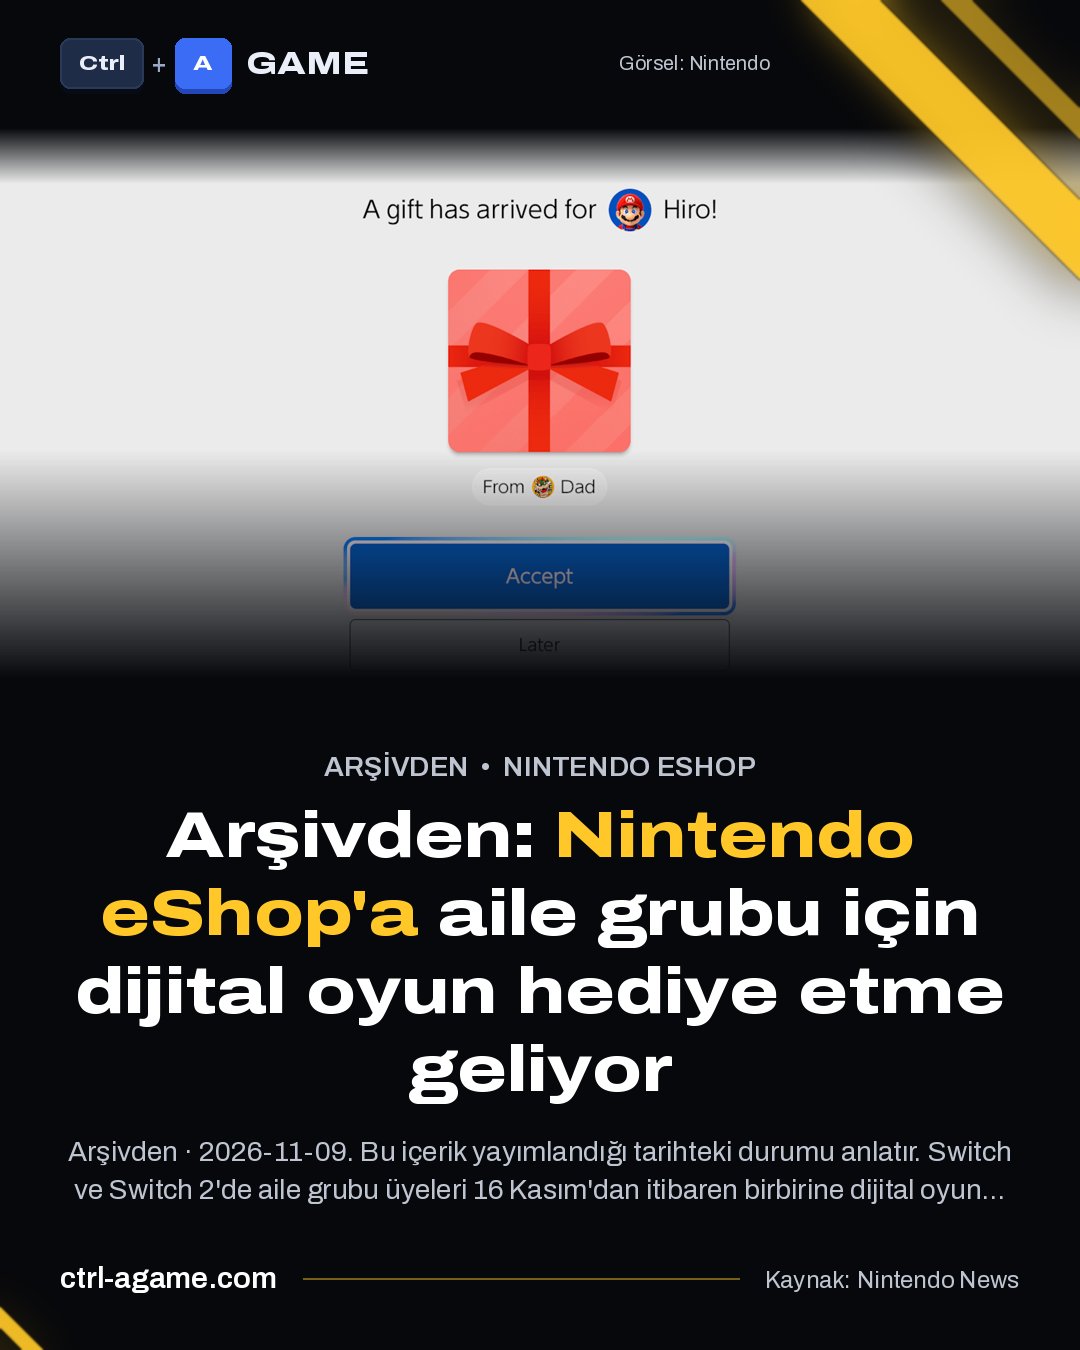 Ctrl + A GAME
Görsel: Nintendo
A gift has arrived for Hiro!
From Dad
Accept
Later
ARŞİVDEN • NINTENDO ESHOP
Arşivden: Nintendo
eShop'a aile grubu için
dijital oyun hediye etme
geliyor
Arşivden · 2026-11-09. Bu içerik yayımlandığı tarihteki durumu anlatır. Switch
ve Switch 2'de aile grubu üyeleri 16 Kasım'dan itibaren birbirine dijital oyun...
ctrl-agame.com
Kaynak: Nintendo News